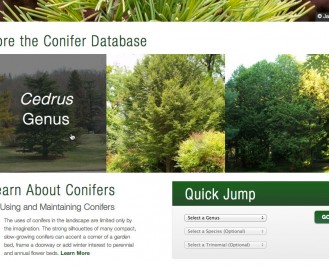 ore the Conifer Database
Cedrus
Genus
earn About Conifers
Using and Maintaining Conifers
The uses of conifers in the landscape are limited only by
the imagination. The strong silhouettes of many compact,
slow-growing conifers can accent a corner of a garden
bed, frame a doorway or add winter interest to perennial
and annual flower beds. Learn More
Quick Jump
Select a Genus
Select a Species (Optional)
Select a Trinomial (Optional)
GO